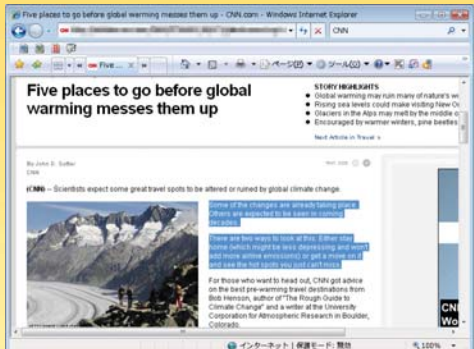 Five places to go before global warming messes them up - CNN.com - Windows Internet Explorer
CNN
Five ...
ページ(P)
ツール(O)
Five places to go before global
warming messes them up
STORY HIGHLIGHTS
Global warming may ruin many of nature's w
Rising sea levels could make visiting New O
Glaciers in the Alps may melt by the middle o
Encouraged by warmer winters, pine beetles
Next Article in Travel »
By John D. Sutter
CNN
(CNN) -- Scientists expect some great travel spots to be altered or ruined by global climate change.
Some of the changes are already taking place.
Others are expected to be seen in coming
decades.
There are two ways to look at this: Either stay
home (which might be less depressing and won't
add more airline emissions) or get a move on it
and see the hot spots you just can't miss.
For those who want to head out, CNN got advice
on the best pre-warming travel destinations from
Bob Henson, author of "The Rough Guide to
Climate Change" and a writer at the University
Corporation for Atmospheric Research in Boulder,
Colorado.
CN
Wo
インターネット | 保護モード: 無効
100%